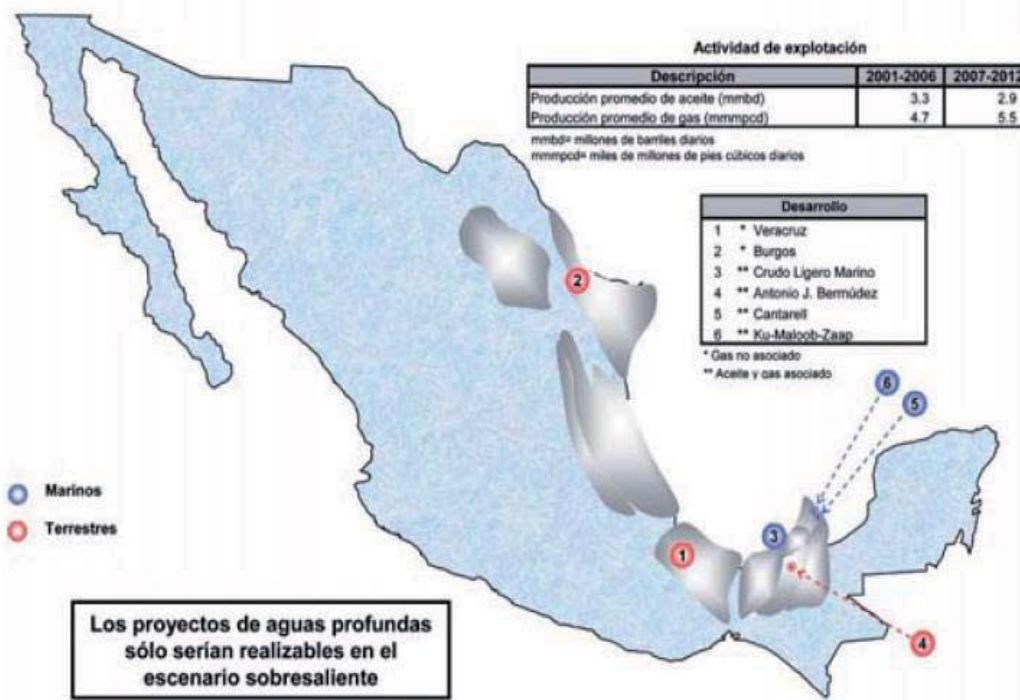 Actividad de explotación
Descripción 2001-2006 2007-2012
Producción promedio de aceite (mmbd) 3.3 2.9
Producción promedio de gas (mmmpcd) 4.7 5.5
mmbd= millones de barriles diarios
mmmpcd= miles de millones de pies cúbicos diarios
Desarrollo
1 * Veracruz
2 * Burgos
3 ** Crudo Ligero Marino
4 ** Antonio J. Bermúdez
5 ** Cantarell
6 ** Ku-Maloob-Zaap
* Gas no asociado
** Aceite y gas asociado
2
6
5
3
1
4
Marinos
Terrestres
Los proyectos de aguas profundas
sólo serían realizables en el
escenario sobresaliente